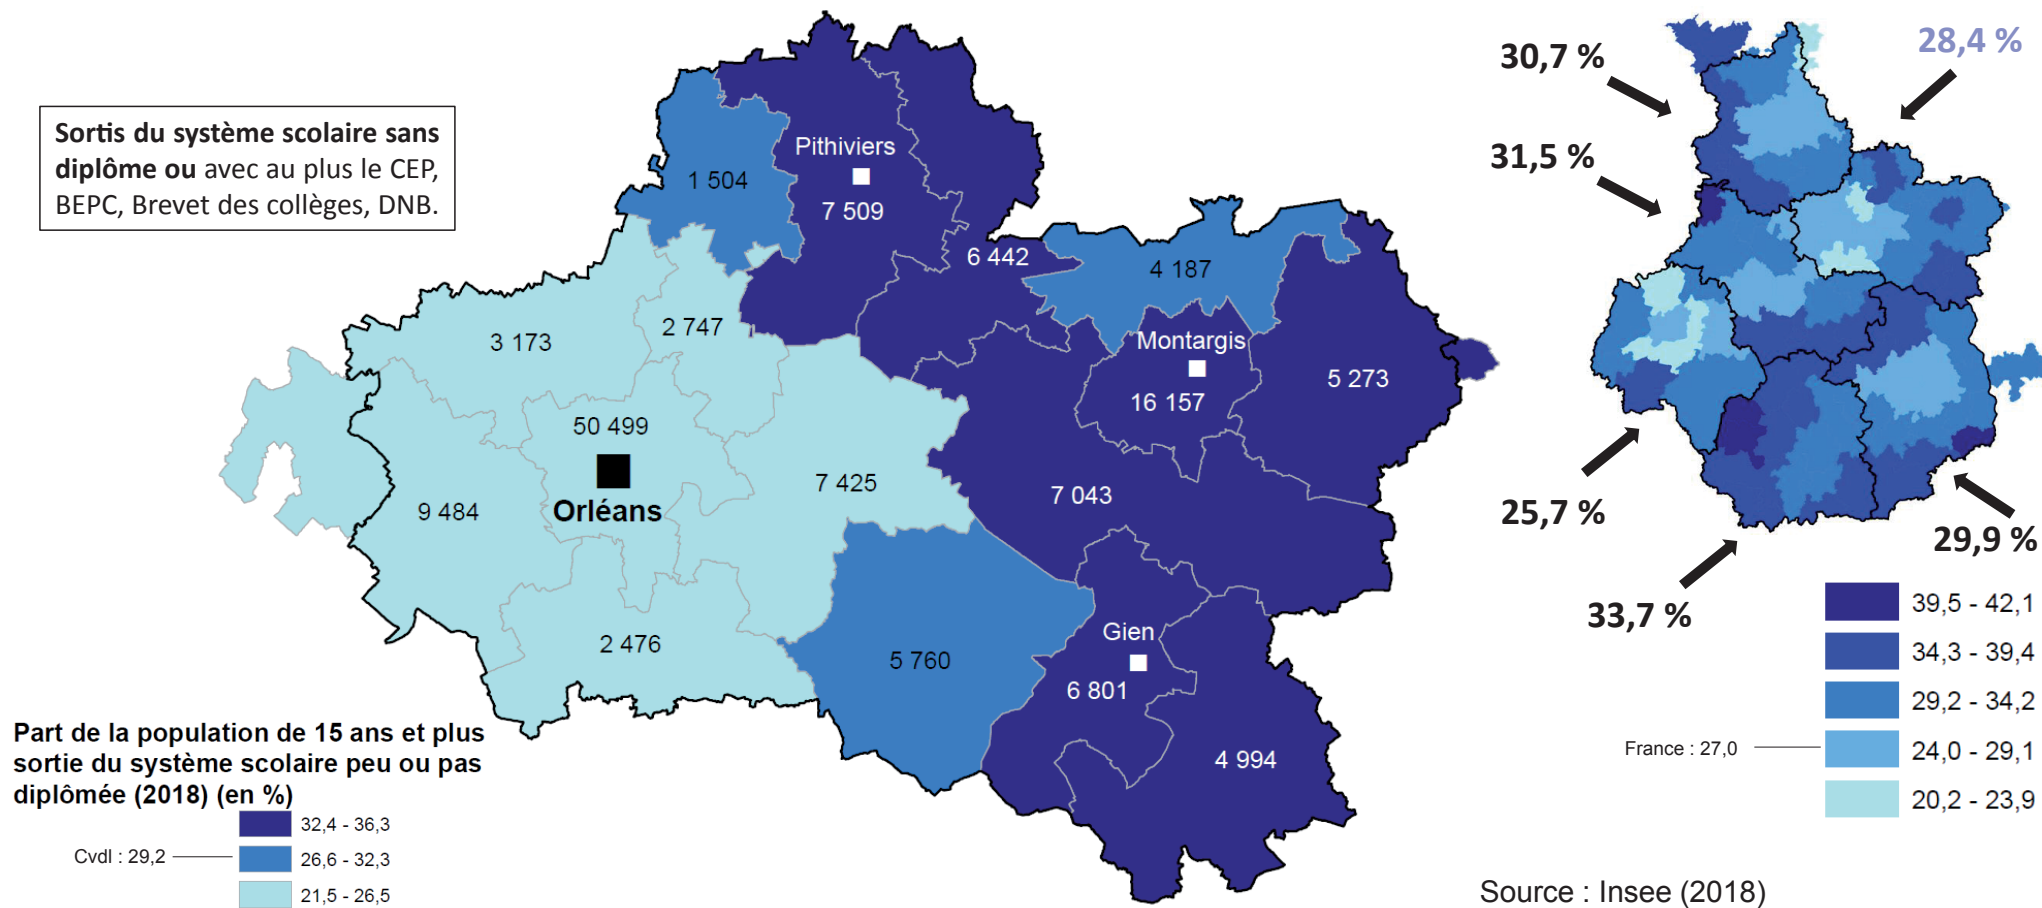 Sortis du système scolaire sans
diplôme ou avec au plus le CEP,
BEPC, Brevet des collèges, DNB.
Pithiviers
1 504
7 509
6 442
4 187
3 173
2 747
Montargis
5 273
16 157
50 499
Orléans
9 484
7 425
7 043
2 476
5 760
Gien
6 801
4 994
Part de la population de 15 ans et plus
sortie du système scolaire peu ou pas
diplômée (2018) (en %)
32,4 - 36,3
Cvdl : 29,2
26,6 - 32,3
21,5 - 26,5
30,7 %
28,4 %
31,5 %
25,7 %
29,9 %
33,7 %
39,5 - 42,1
34,3 - 39,4
29,2 - 34,2
France : 27,0
24,0 - 29,1
20,2 - 23,9
Source : Insee (2018)